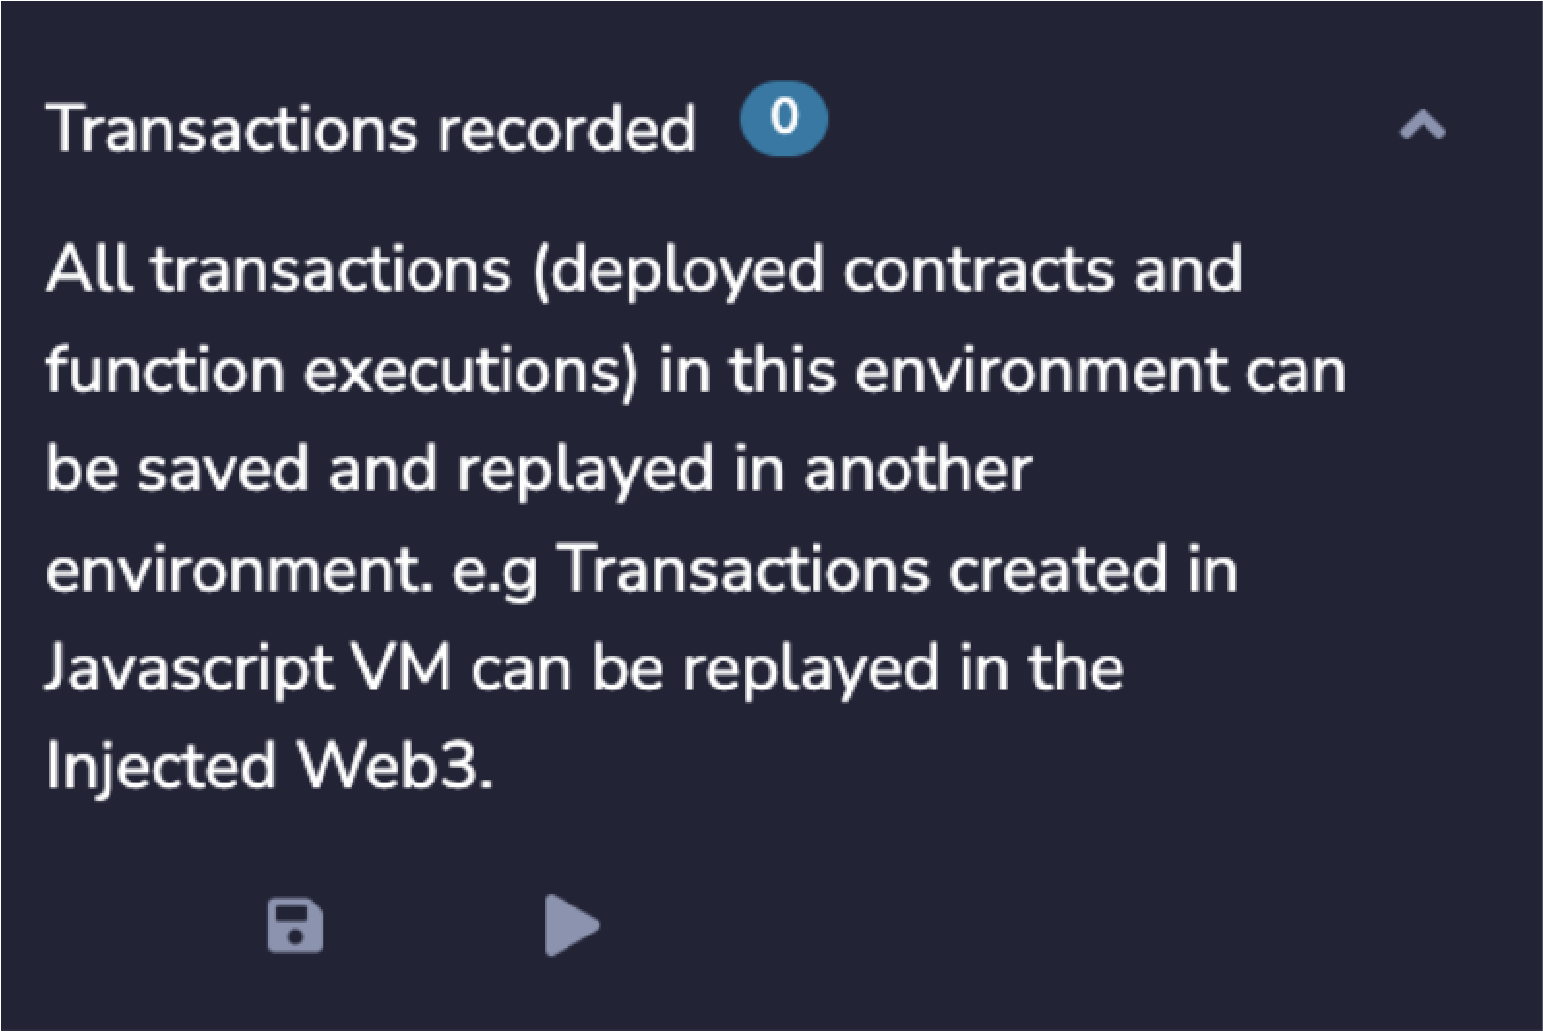 Transactions recorded 0
All transactions (deployed contracts and
function executions) in this environment can
be saved and replayed in another
environment. e.g Transactions created in
Javascript VM can be replayed in the
Injected Web3.